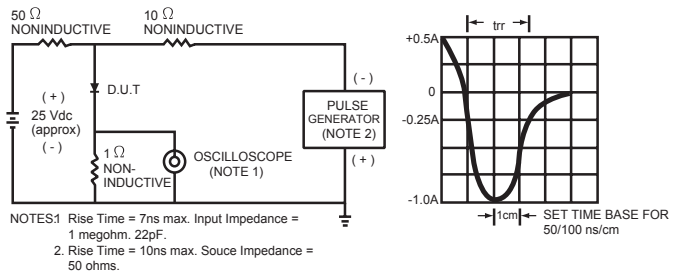 50 Ω
NONINDUCTIVE
10 Ω
NONINDUCTIVE
( + )
25 Vdc
(approx)
( - )
D.U.T
1 Ω
NON-
INDUCTIVE
OSCILLOSCOPE
(NOTE 1)
( - )
PULSE
GENERATOR
(NOTE 2)
( + )
NOTES:1 Rise Time = 7ns max. Input Impedance =
1 megohm. 22pF.
2. Rise Time = 10ns max. Souce Impedance =
50 ohms.
trr
+0.5A
0
-0.25A
-1.0A
1cm
SET TIME BASE FOR
50/100 ns/cm